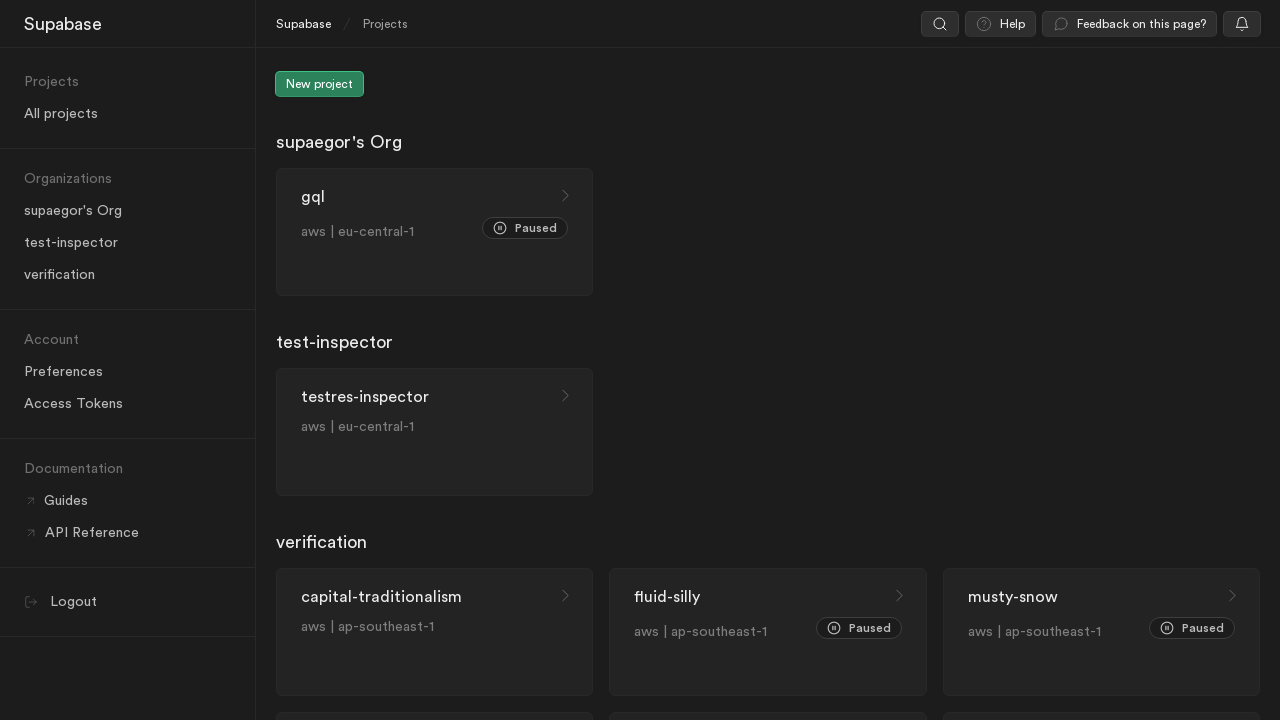 Supabase
Projects
All projects
Organizations
supaegor's Org
test-inspector
verification
Account
Preferences
Access Tokens
Documentation
Guides
API Reference
Logout
Supabase / Projects
Help
Feedback on this page?
New project
supaegor's Org
gql
aws | eu-central-1
Paused
test-inspector
testres-inspector
aws | eu-central-1
verification
capital-traditionalism
aws | ap-southeast-1
fluid-silly
aws | ap-southeast-1
Paused
musty-snow
aws | ap-southeast-1
Paused